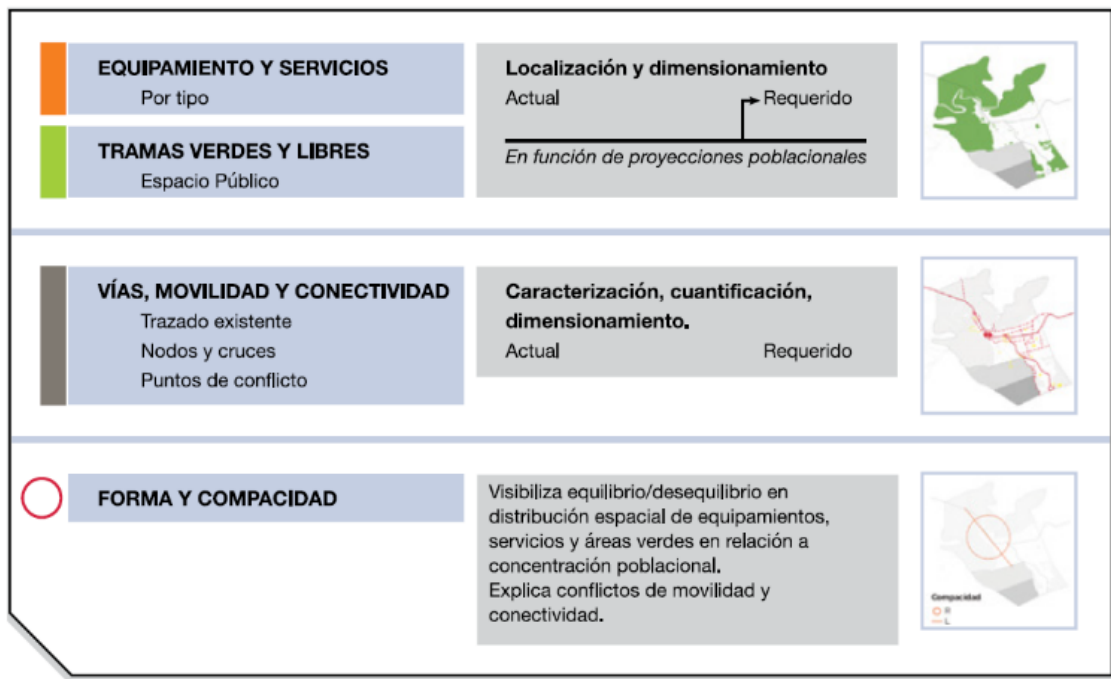 EQUIPAMIENTO Y SERVICIOS
Por tipo
TRAMAS VERDES Y LIBRES
Espacio Público
Localización y dimensionamiento
Actual Requerido
En función de proyecciones poblacionales
VÍAS, MOVILIDAD Y CONECTIVIDAD
Trazado existente
Nodos y cruces
Puntos de conflicto
Caracterización, cuantificación,
dimensionamiento.
Actual Requerido
FORMA Y COMPACIDAD
Visibiliza equilibrio/desequilibrio en
distribución espacial de equipamientos,
servicios y áreas verdes en relación a
concentración poblacional.
Explica conflictos de movilidad y
conectividad.
Compacidad
R
L